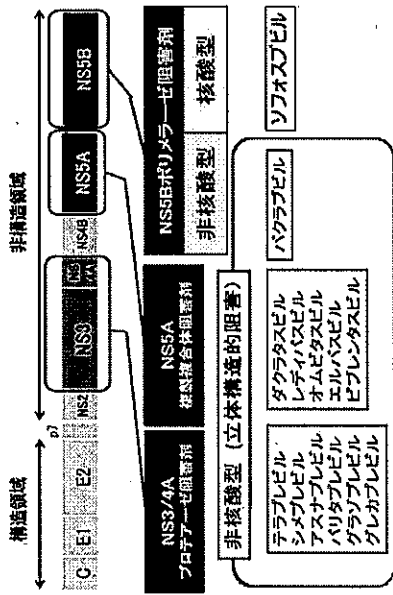 構造領域
非構造領域
C
E1
E2
p7
NS2
NS3
NS
4A
NS4B
NS5A
NS5B
NS3/4A
プロテアーゼ阻害剤
NS5A
複製複合体阻害剤
NS5Bポリメラーゼ阻害剤
非核酸型
核酸型
非核酸型（立体構造的阻害）
テラプレビル
シメプレビル
アスナプレビル
パリタプレビル
グラゾプレビル
グレカプレビル
ダクラタスビル
レディパスビル
オムビタスビル
エルバスビル
ピブレンタスビル
ベクラブビル
ソフォスブビル